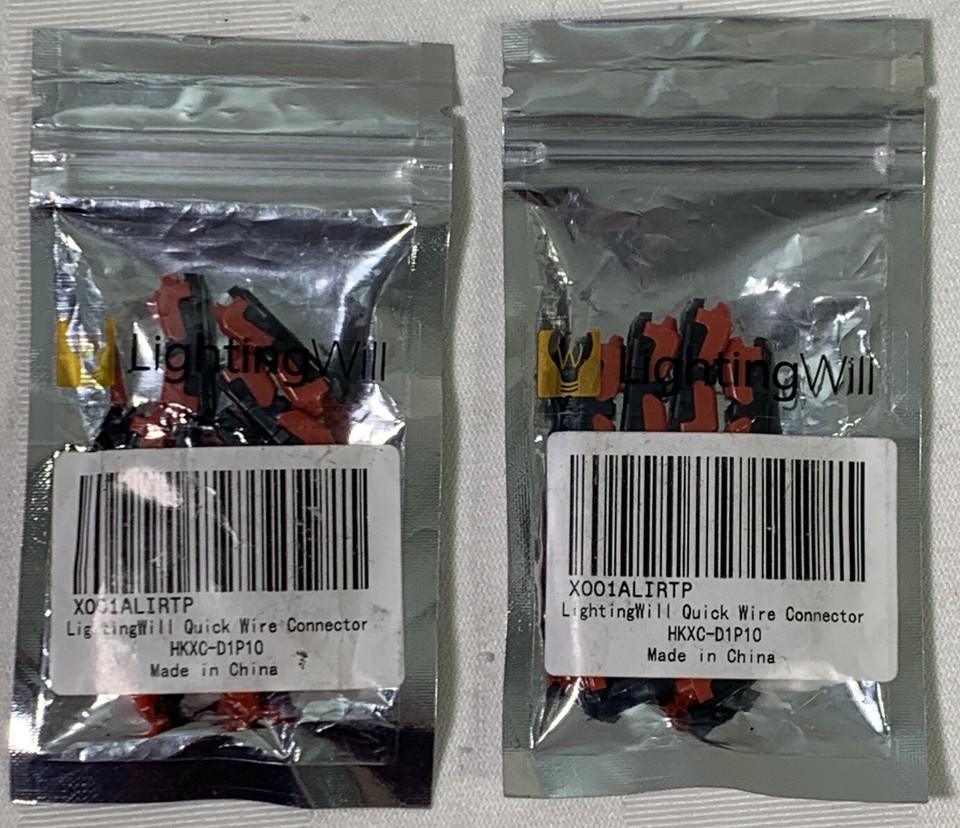 LightingWill
X001ALIRTP
LightingWill Quick Wire Connector
HKXC-D1P10
Made in China
W
LightingWill
X001ALIRTP
LightingWill Quick Wire Connector
HKXC-D1P10
Made in China